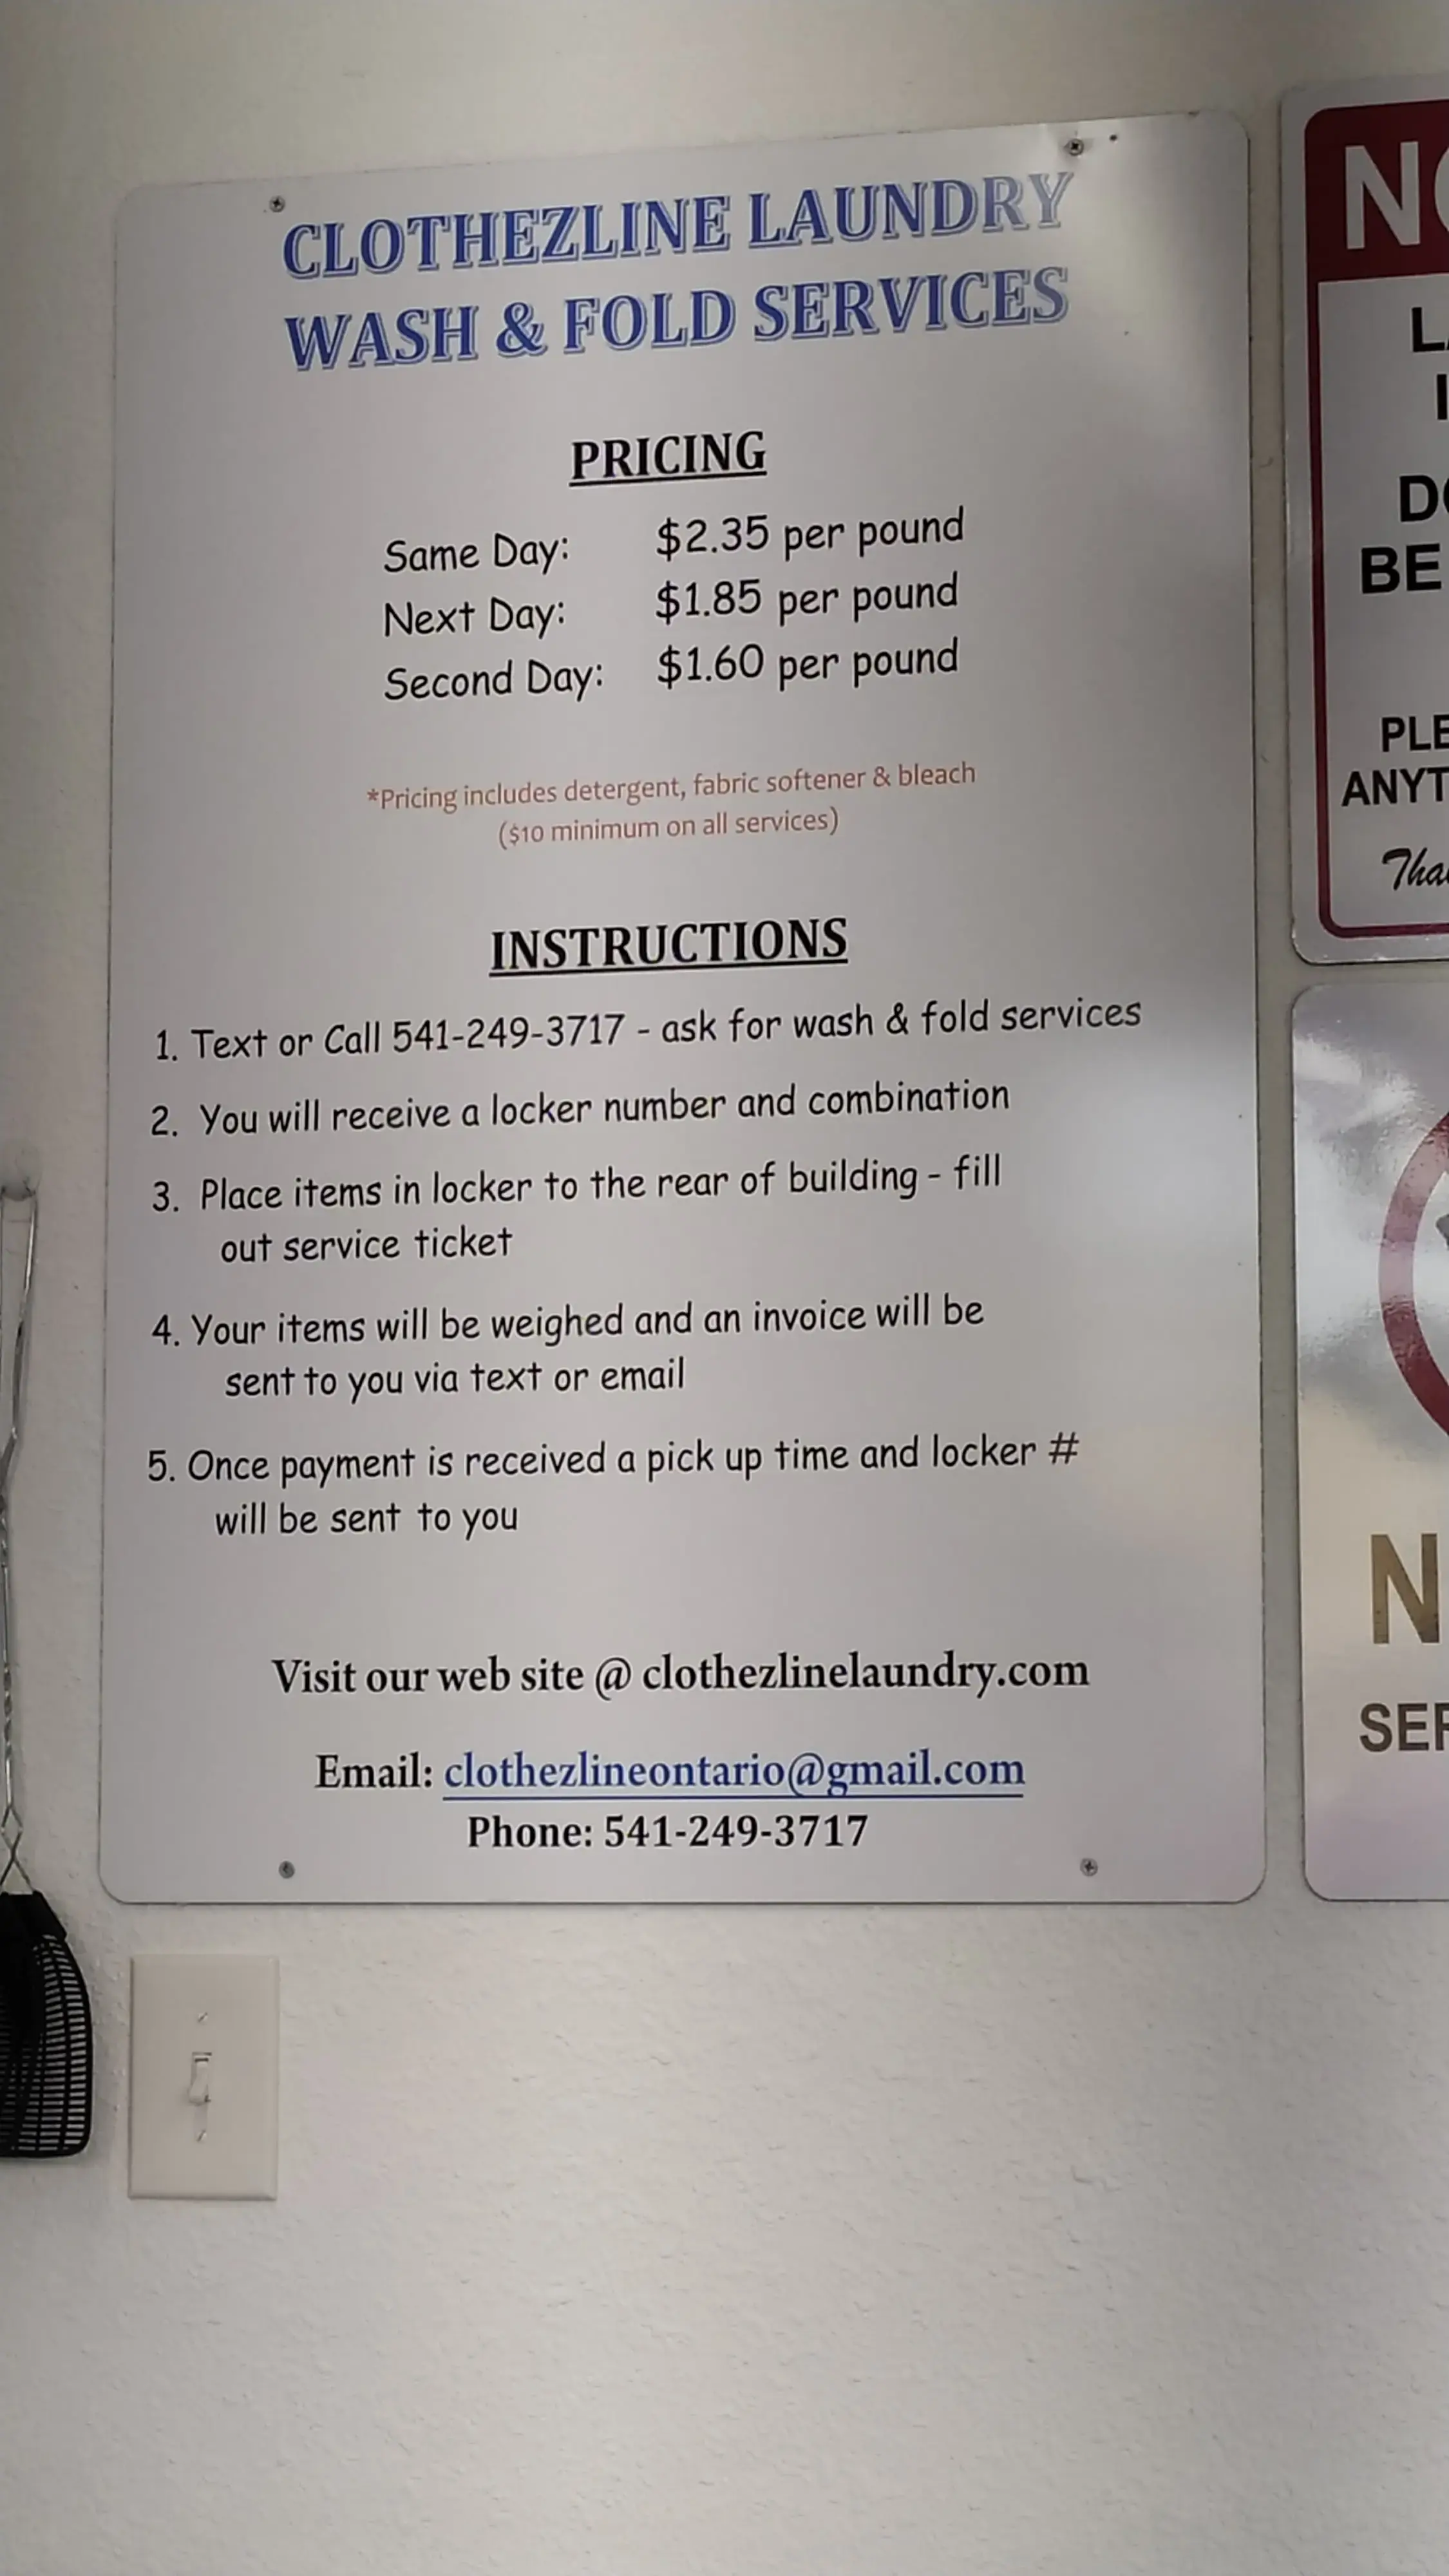 CLOTHEZLINE LAUNDRY
WASH & FOLD SERVICES
PRICING
Same Day: $2.35 per pound
Next Day: $1.85 per pound
Second Day: $1.60 per pound
*Pricing includes detergent, fabric softener & bleach
($10 minimum on all services)
INSTRUCTIONS
1. Text or Call 541-249-3717 - ask for wash & fold services
2. You will receive a locker number and combination
3. Place items in locker to the rear of building - fill
out service ticket
4. Your items will be weighed and an invoice will be
sent to you via text or email
5. Once payment is received a pick up time and locker #
will be sent to you
Visit our web site @ clothezlinelaundry.com
Email: clothezlineontario@gmail.com
Phone: 541-249-3717
BE